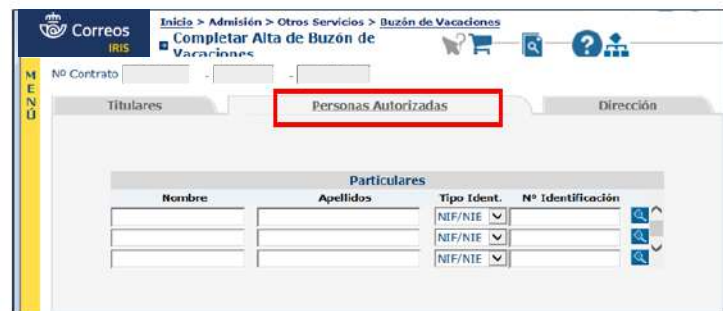 Correos
IRIS
Inicio > Admisión > Otros Servicios > Buzón de Vacaciones
Completar Alta de Buzón de
Vacaciones
MENÚ
Nº Contrato - -
Titulares Personas Autorizadas Dirección
Particulares
Nombre Apellidos Tipo Ident. Nº Identificación
NIF/NIE
NIF/NIE
NIF/NIE